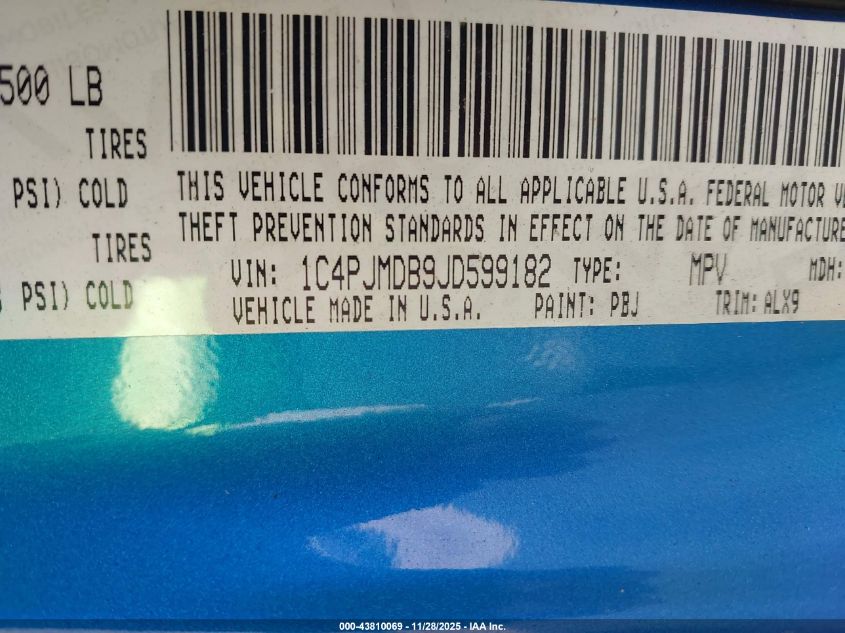 500 LB
TIRES
PSI) COLD
THIS VEHICLE CONFORMS TO ALL APPLICABLE U.S.A. FEDERAL MOTOR
TIRES
THEFT PREVENTION STANDARDS IN EFFECT ON THE DATE OF MANUFACTURE
PSI) COLD
VIN: 1C4PJMDB9JD599182 TYPE: MPV MDH:
VEHICLE MADE IN U.S.A. PAINT: PBJ TRIM: ALX9
000-43810069 - 11/28/2025 - IAA Inc.